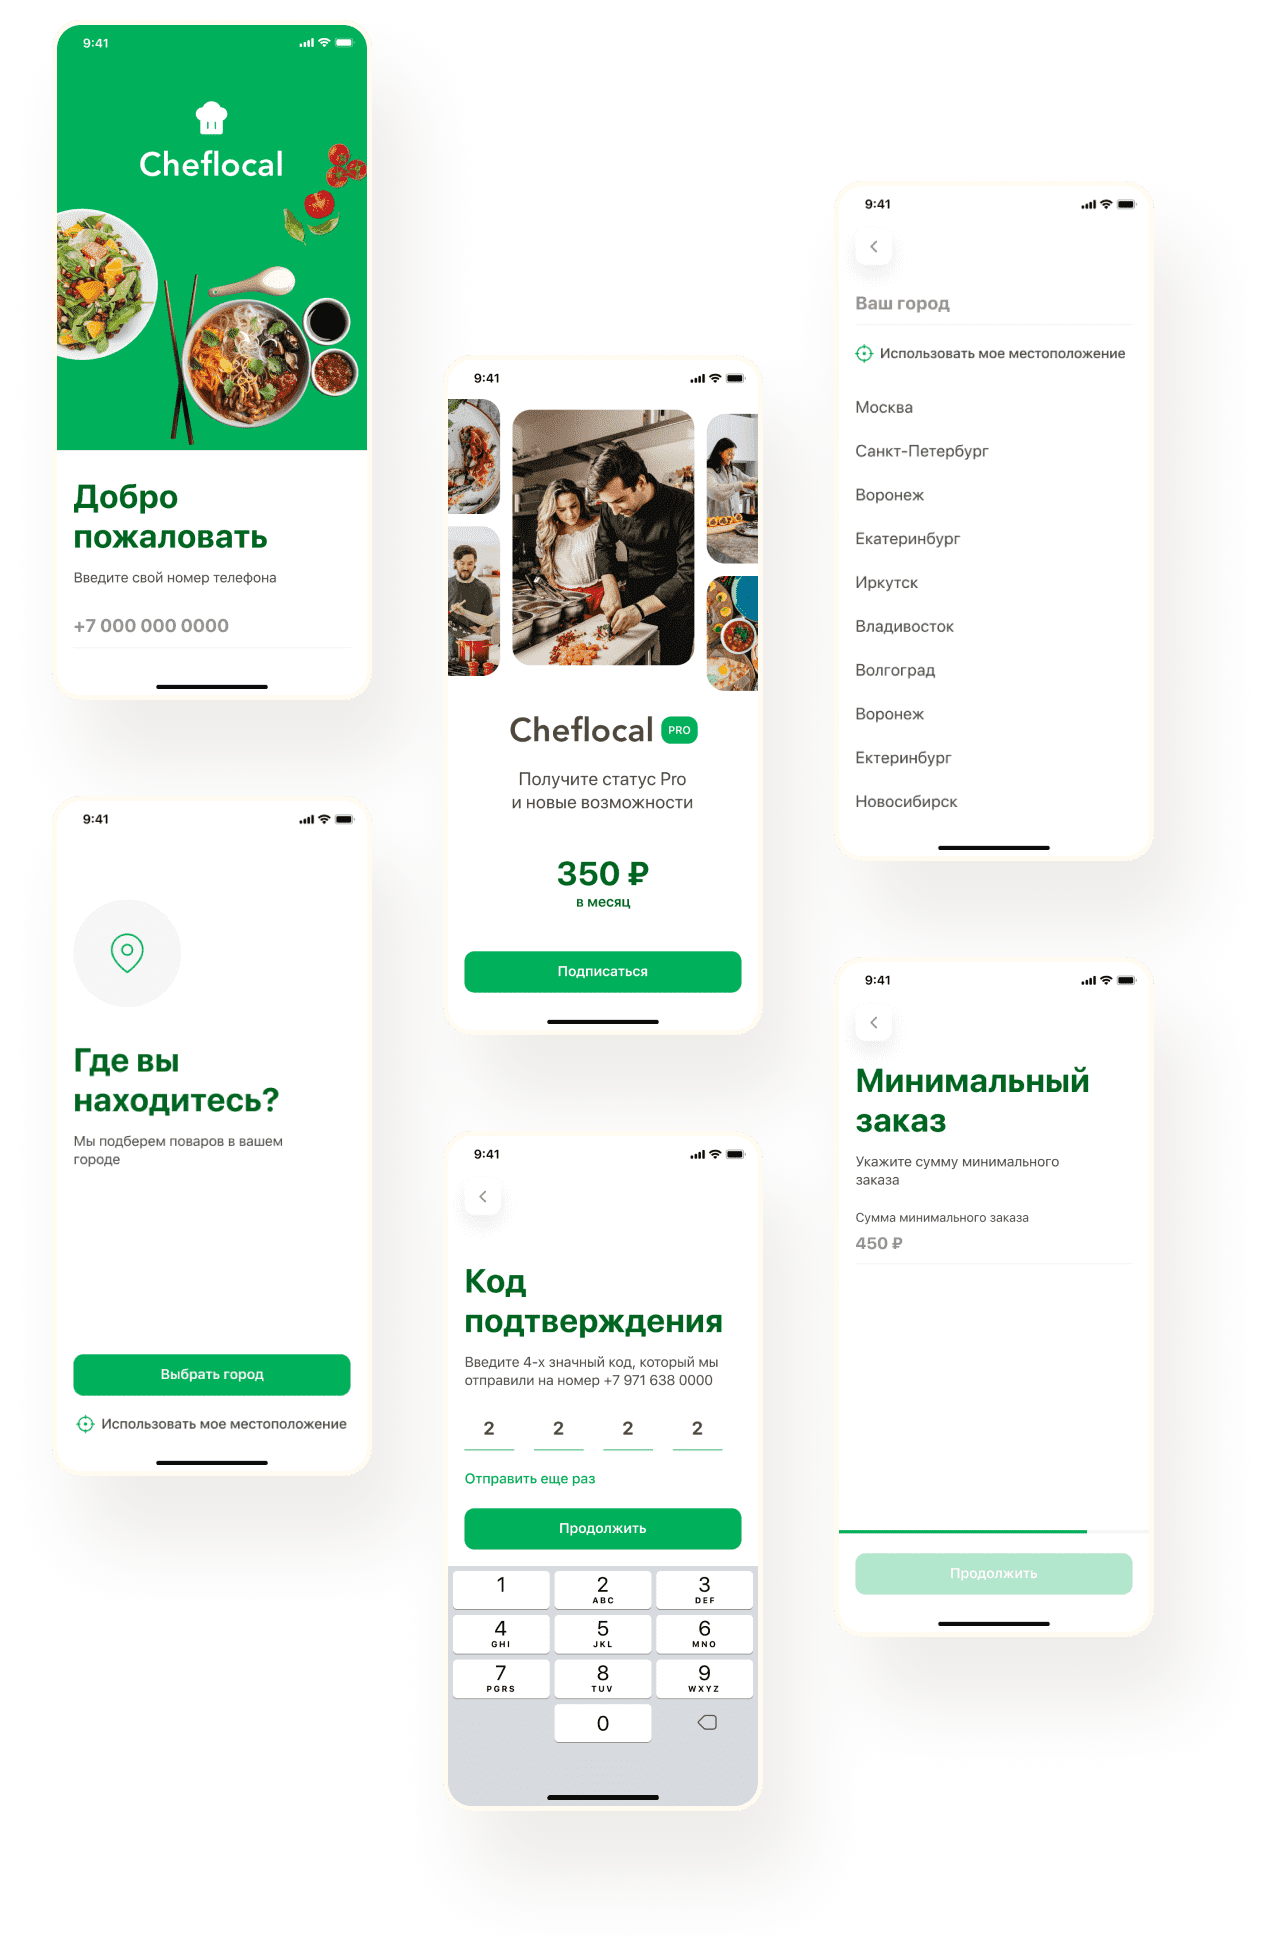 9:41
Cheflocal
Добро
пожаловать
Введите свой номер телефона
+7 000 000 0000
9:41
Где вы
находитесь?
Мы подберем поваров в вашем
городе
Выбрать город
Использовать мое местоположение
9:41
Cheflocal PRO
Получите статус Pro
и новые возможности
350 ₽
в месяц
Подписаться
9:41
Код
подтверждения
Введите 4-х значный код, который мы
отправили на номер +7 971 638 0000
2 2 2 2
Отправить еще раз
Продолжить
1 2 3
ABC DEF
4 5 6
GHI JKL MNO
7 8 9
PGRS TUV WXYZ
0
9:41
Ваш город
Использовать мое местоположение
Москва
Санкт-Петербург
Воронеж
Екатеринбург
Иркутск
Владивосток
Волгоград
Воронеж
Ектеринбург
Новосибирск
9:41
Минимальный
заказ
Укажите сумму минимального
заказа
Сумма минимального заказа
450 ₽
Продолжить